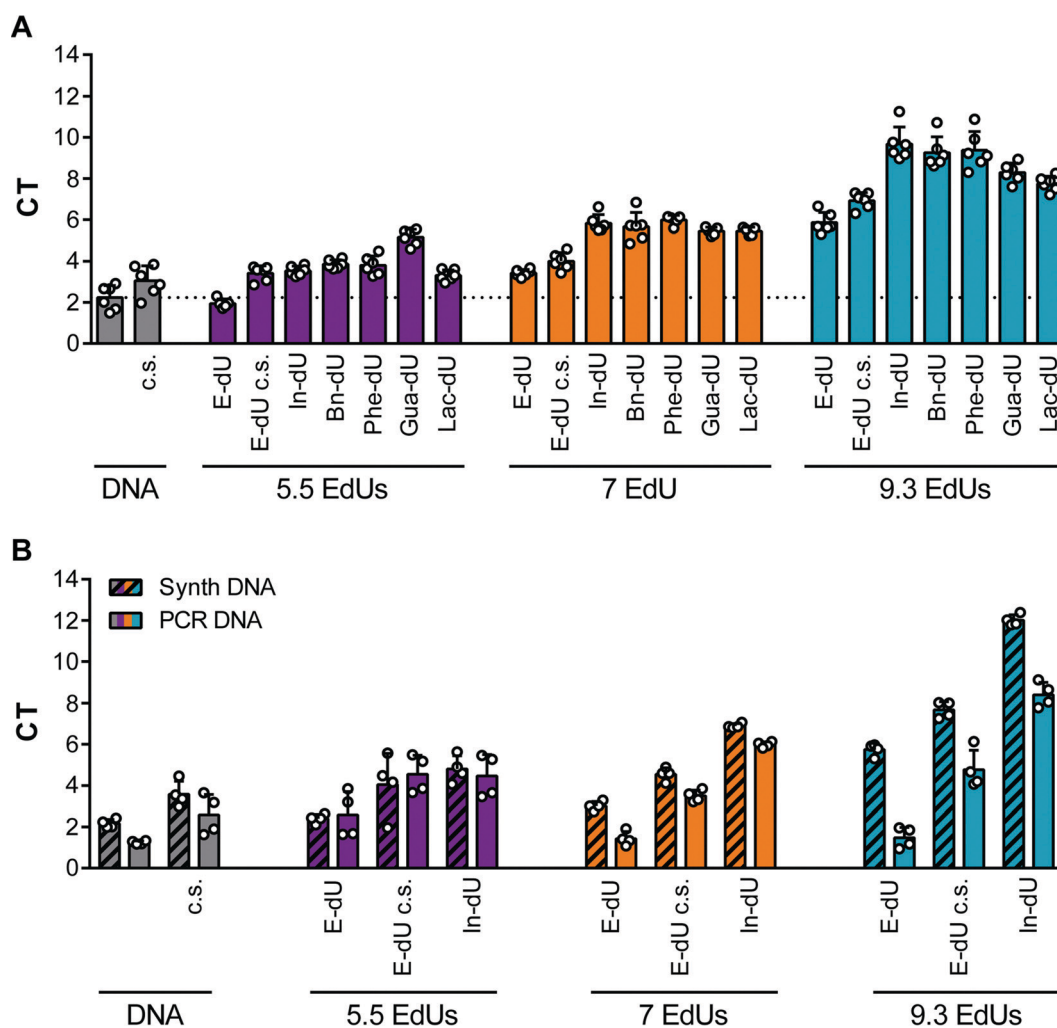 A
14
12
10
8
6
4
2
0
CT
c.s.
E-dU
E-dU c.s.
In-dU
Bn-dU
Phe-dU
Gua-dU
Lac-dU
E-dU
E-dU c.s.
In-dU
Bn-dU
Phe-dU
Gua-dU
Lac-dU
E-dU
E-dU c.s.
In-dU
Bn-dU
Phe-dU
Gua-dU
Lac-dU
DNA
5.5 EdUs
7 EdU
9.3 EdUs
B
14
12
10
8
6
4
2
0
CT
Synth DNA
PCR DNA
c.s.
E-dU
E-dU c.s.
In-dU
E-dU
E-dU c.s.
In-dU
E-dU
E-dU c.s.
In-dU
DNA
5.5 EdUs
7 EdUs
9.3 EdUs